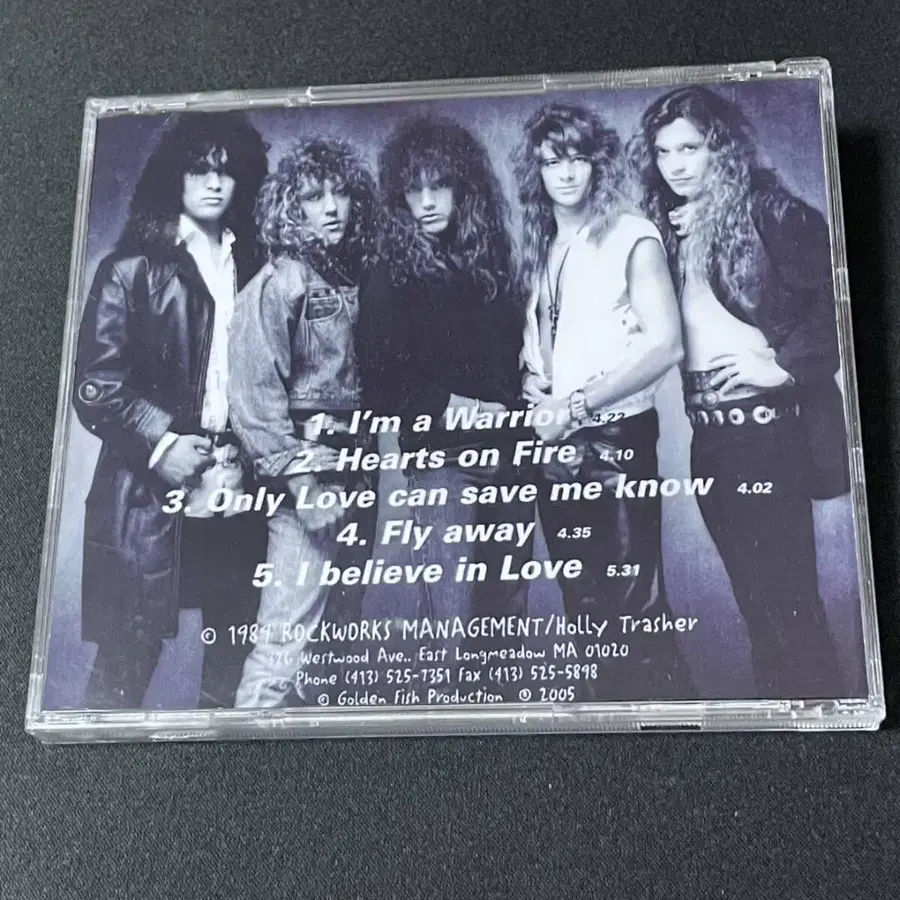 1. I'm a Warrior 4.22
2. Hearts on Fire 4.10
3. Only Love can save me know 4.02
4. Fly away 4.35
5. I believe in Love 5.31
© 1989 ROCKWORKS MANAGEMENT/Holly Trasher
Westwood Ave.. East Longmeadow MA 01020
Phone (413) 525-7351 Fax (413) 525-5898
© Golden Fish Production ® 2005